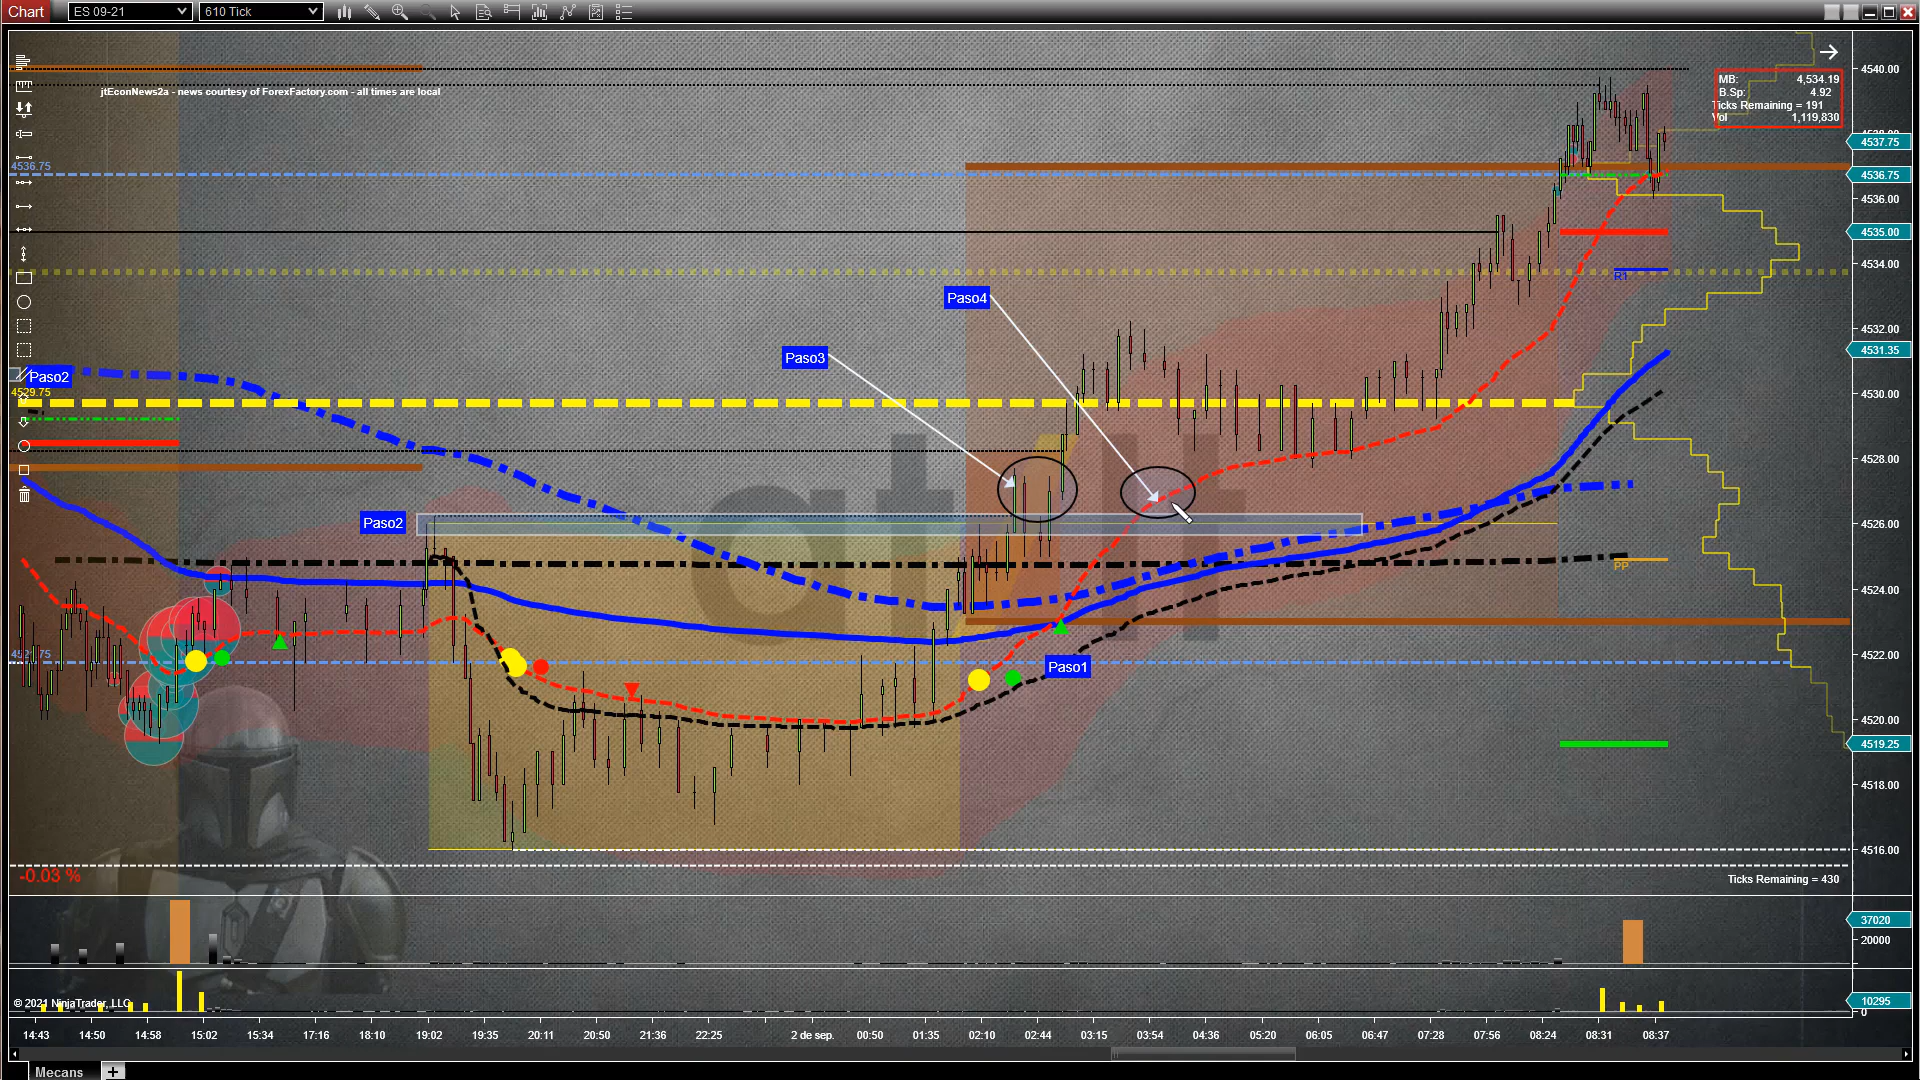 Chart
ES 09-21
610 Tick
jtEconNews2a - news courtesy of ForexFactory.com - all times are local
MB: 4,534.19
B.Sp: 4.92
Ticks Remaining = 191
Vol 1,119,830
4540.00
4537.75
4536.75
4536.75
4536.00
4535.00
4534.00
R1
Paso4
4532.00
Paso3
4531.35
Paso2
4529.75
4530.00
4528.00
Paso2
4526.00
PP
4524.00
4522.00
Paso1
4520.00
4519.25
4518.00
4516.00
-0.03 %
Ticks Remaining = 430
37020
20000
© 2021 NinjaTrader, LLC
10295
0
14:43 14:50 14:58 15:02 15:34 17:16 18:10 19:02 19:35 20:11 20:50 21:36 22:25 2 de sep. 00:50 01:35 02:10 02:44 03:15 03:54 04:36 05:20 06:05 06:47 07:28 07:56 08:24 08:31 08:37
Mecans